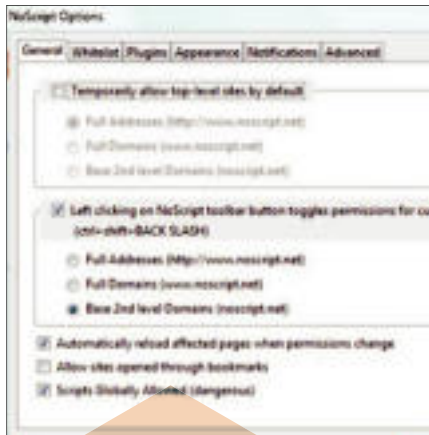 NoScript Options
General Whitelist Plugins Appearance Notifications Advanced
Temporarily allow top-level sites by default
Full Addresses (http://www.noscript.net)
Full Domains (www.noscript.net)
Base 2nd level Domains (noscript.net)
Left clicking on NoScript toolbar button toggles permissions for cu
(ctrl+shift+BACK SLASH)
Full Addresses (http://www.noscript.net)
Full Domains (www.noscript.net)
Base 2nd level Domains (noscript.net)
Automatically reload affected pages when permissions change
Allow sites opened through bookmarks
Scripts Globally Allowed (dangerous)